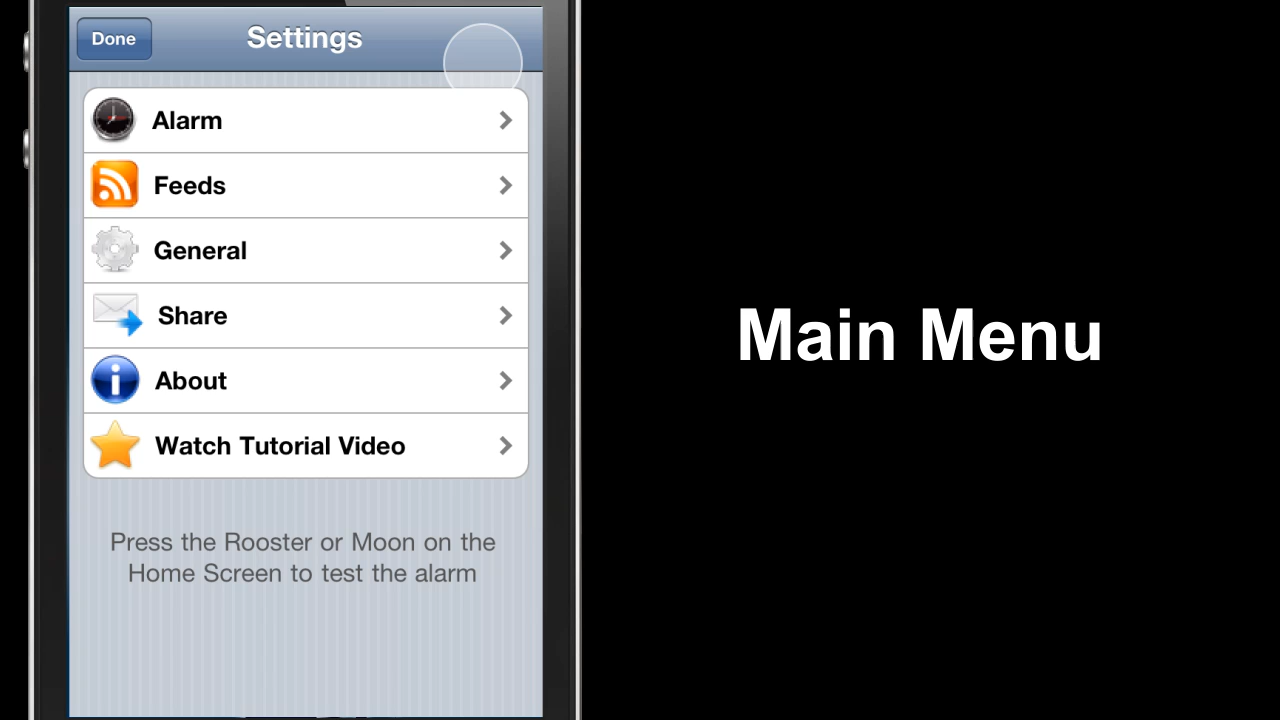 Done
Settings
Alarm
Feeds
General
Share
About
Watch Tutorial Video
Press the Rooster or Moon on the
Home Screen to test the alarm
Main Menu